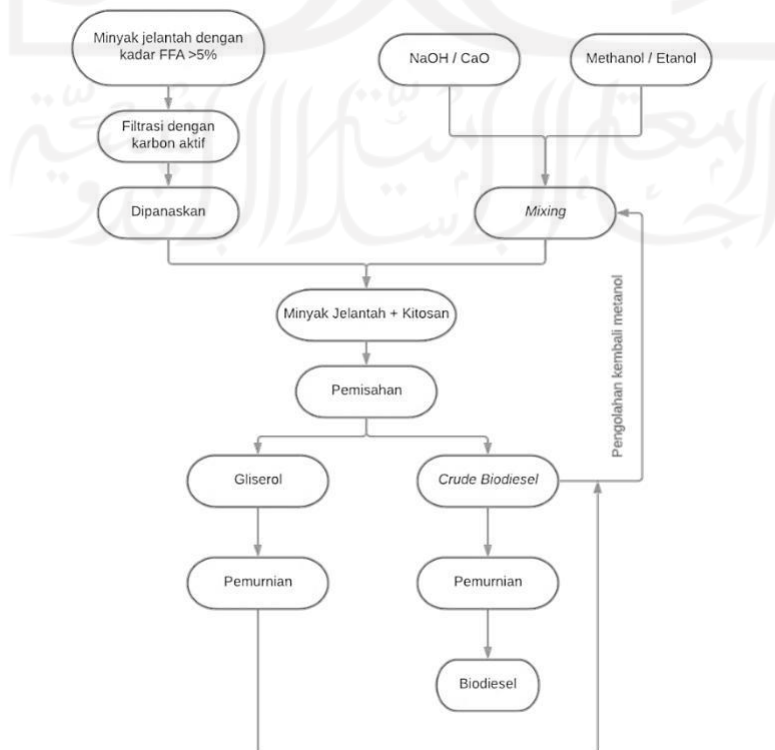 Minyak jelantah dengan
kadar FFA >5%
NaOH / CaO
Methanol / Etanol
Filtrasi dengan
karbon aktif
Dipanaskan
Mixing
Minyak Jelantah + Kitosan
Pengolahan kembali metanol
Pemisahan
Gliserol
Crude Biodiesel
Pemurnian
Pemurnian
Biodiesel